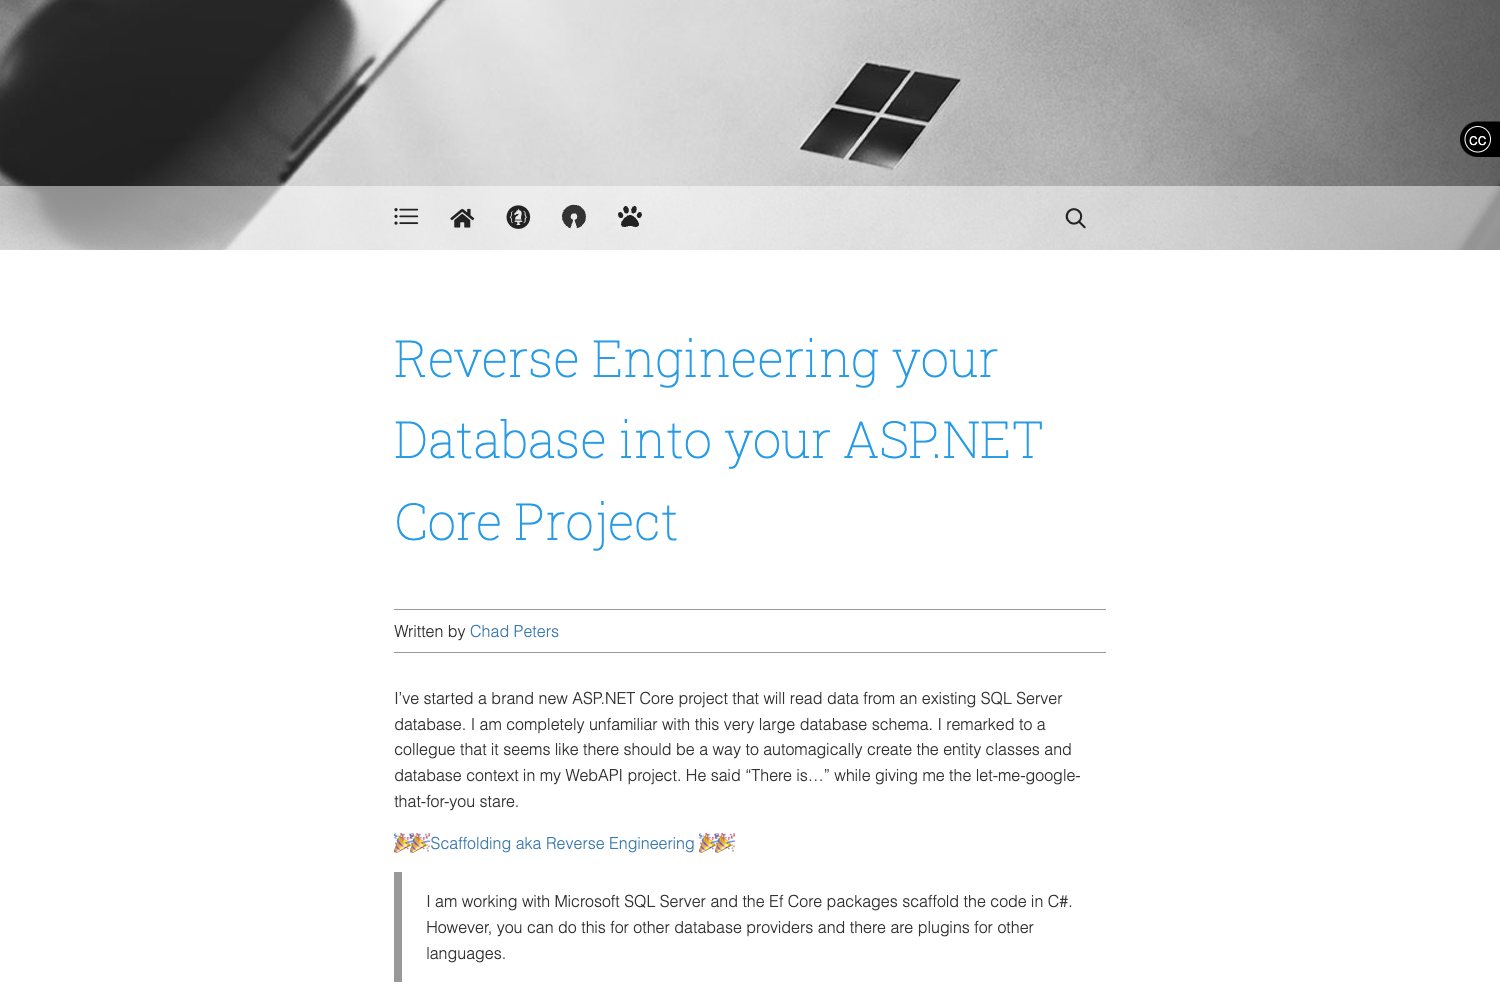 cc
Reverse Engineering your
Database into your ASP.NET
Core Project
Written by Chad Peters
I’ve started a brand new ASP.NET Core project that will read data from an existing SQL Server
database. I am completely unfamiliar with this very large database schema. I remarked to a
collegue that it seems like there should be a way to automagically create the entity classes and
database context in my WebAPI project. He said “There is…” while giving me the let-me-google-
that-for-you stare.
🎉🎉Scaffolding aka Reverse Engineering 🎉🎉
I am working with Microsoft SQL Server and the Ef Core packages scaffold the code in C#.
However, you can do this for other database providers and there are plugins for other
languages.